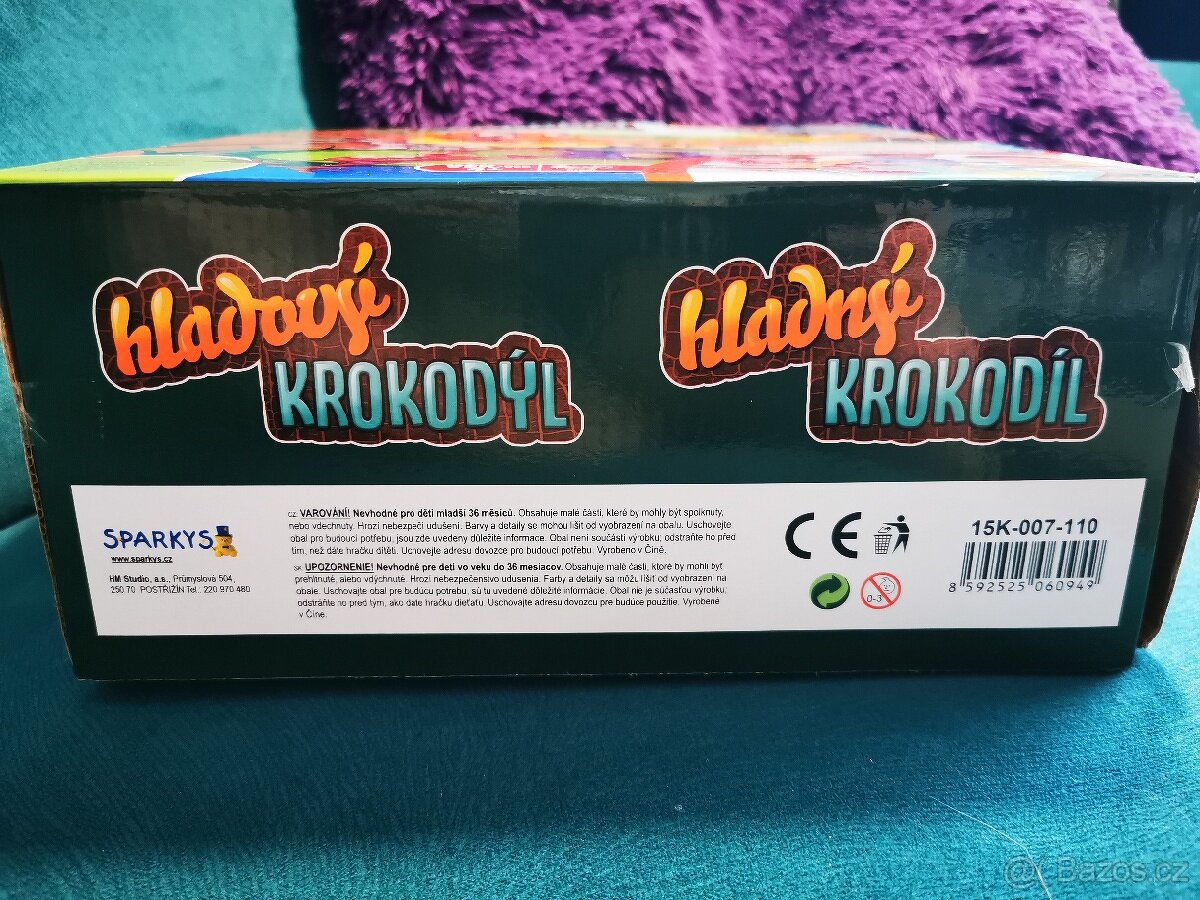 hladový
KROKODÝL
hladný
KROKODÍL
SPARKYS
www.sparkys.cz
HM Studio, a.s., Průmyslová 504,
250 70 POSTŘIŽÍN Tel.: 220 970 480
CZ: VAROVÁNÍ! Nevhodné pro děti mladší 36 měsíců. Obsahuje malé části, které by mohly být spolknuty,
nebo vdechnuty. Hrozí nebezpečí udušení. Barvy a detaily se mohou lišit od vyobrazení na obalu. Uschovejte
obal pro budoucí potřebu, jsou zde uvedeny důležité informace. Obal není součástí výrobku, odstraňte ho před
tím, než dáte hračku dítěti. Uchovejte adresu dovozce pro budoucí potřebu. Vyrobeno v Číně.
SK: UPOZORNENIE! Nevhodné pre deti vo veku do 36 mesiacov. Obsahuje malé časti, ktoré by mohli byť
prehltnuté, alebo vdýchnuté. Hrozí nebezpečenstvo udusenia. Farby a detaily sa môžu líšiť od vyobrazení na
obale. Uschovajte obal pre budúcu potrebu, sú tu uvedené dôležité informácie. Obal nie je súčasťou výrobku,
odstráňte ho pred tým, ako dáte hračku dieťaťu. Uschovajte adresu dovozcu pre budúce použitie. Vyrobené
v Číne.
CE
0-3
15K-007-110
8 592525 060949
Bazos.cz